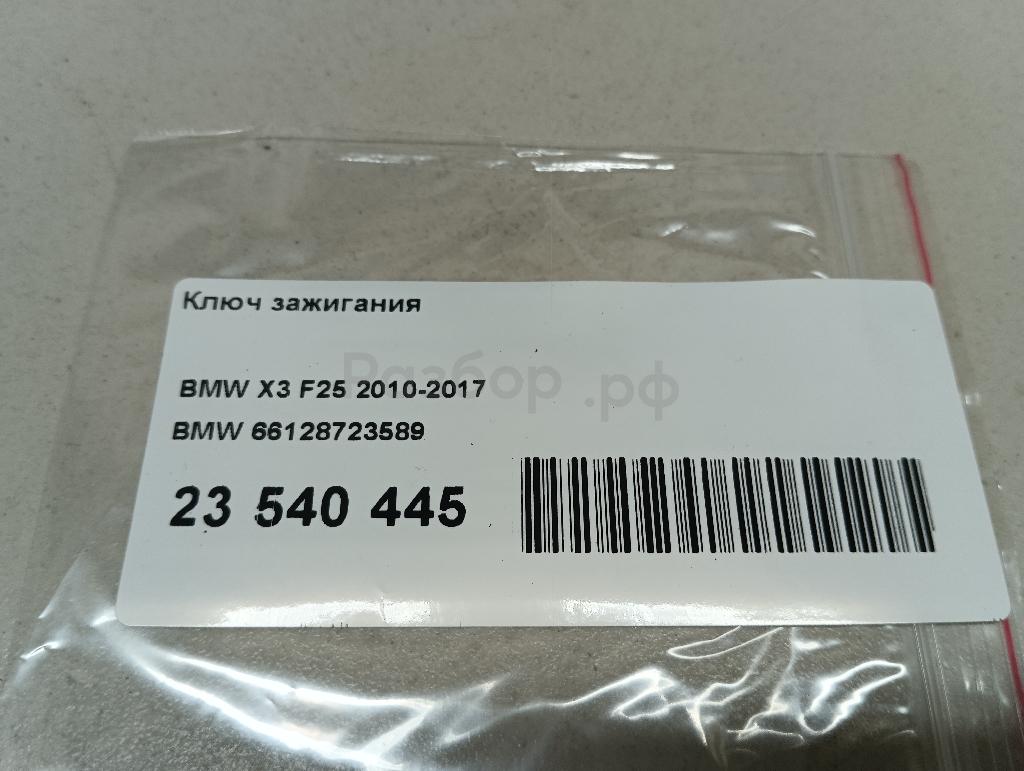 Ключ зажигания
Разбор.рф
BMW X3 F25 2010-2017
BMW 66128723589
23 540 445